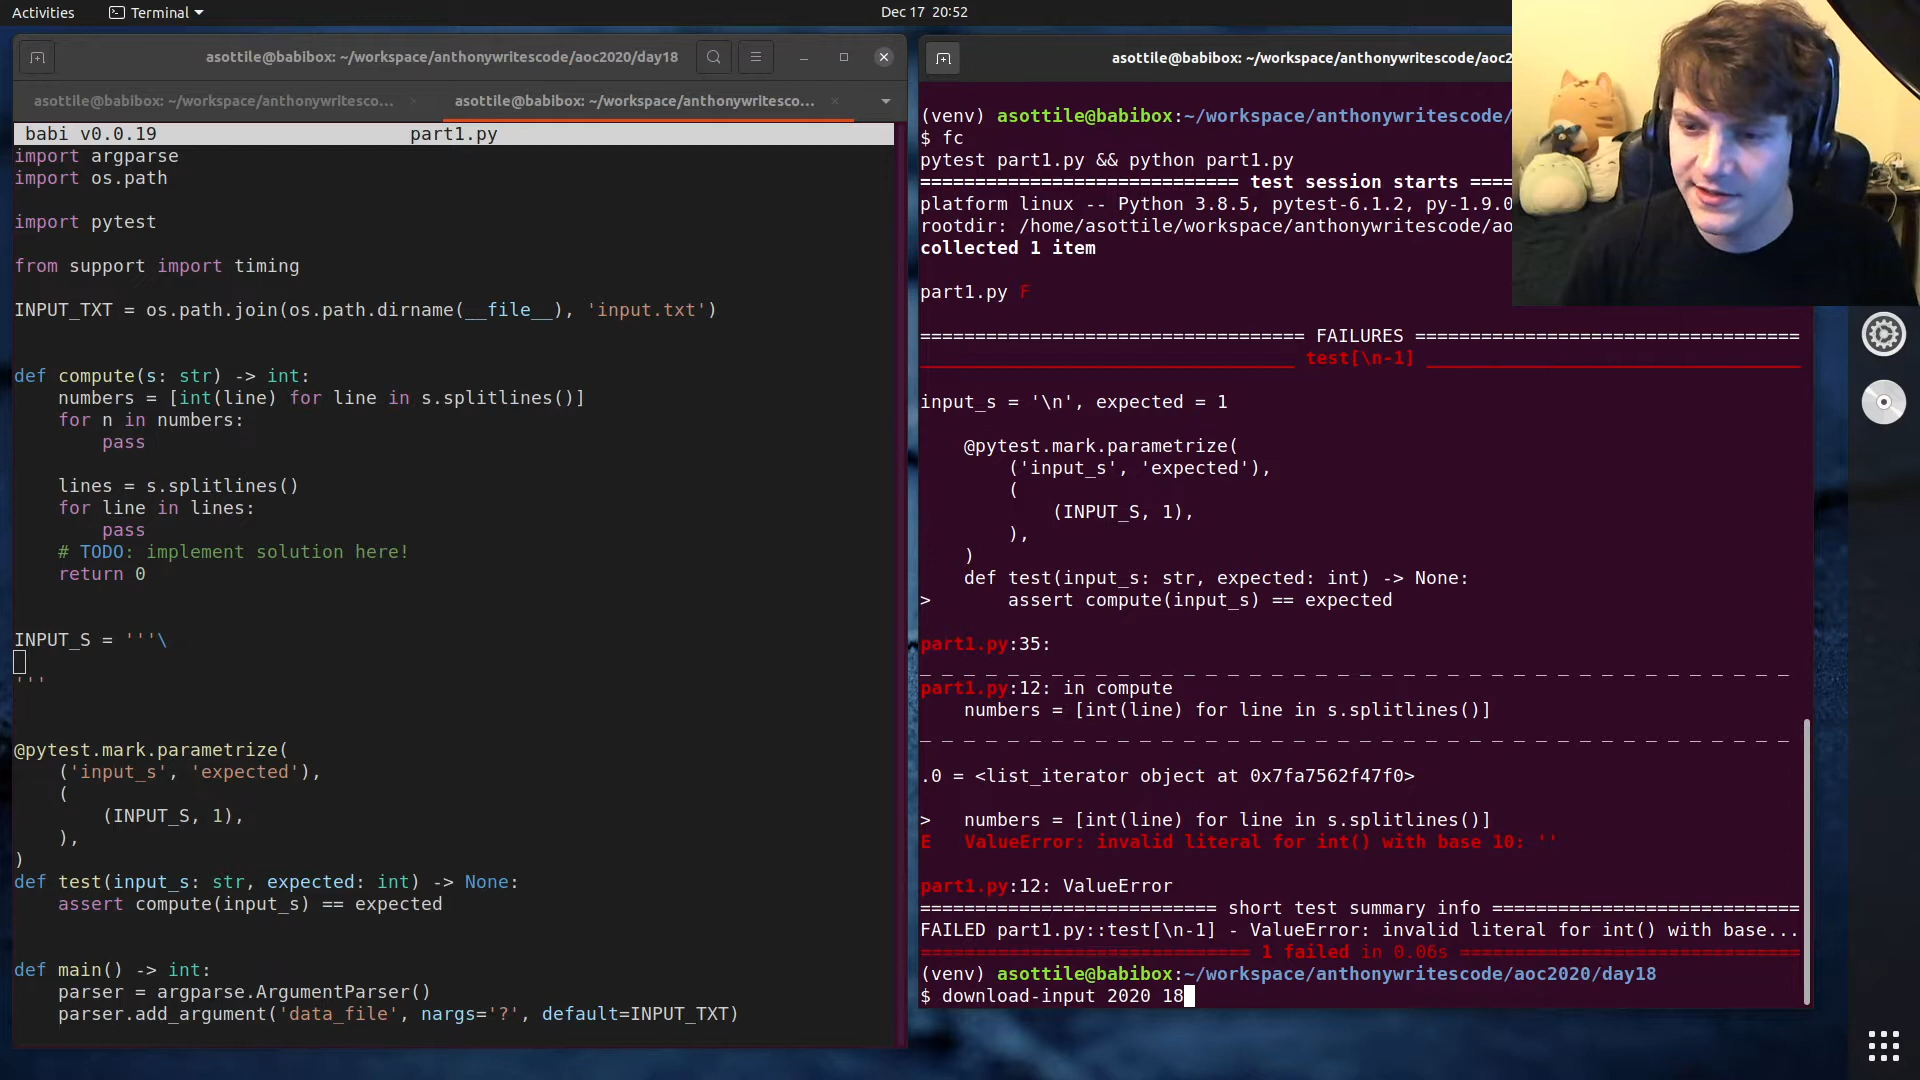 Activities
Terminal
Dec 17 20:52
asottile@babibox: ~/workspace/anthonywritescode/aoc2020/day18
asottile@babibox: ~/workspace/anthonywritesco...
asottile@babibox: ~/workspace/anthonywritesco...
babi v0.0.19 part1.py
import argparse
import os.path
import pytest
from support import timing
INPUT_TXT = os.path.join(os.path.dirname(__file__), 'input.txt')
def compute(s: str) -> int:
numbers = [int(line) for line in s.splitlines()]
for n in numbers:
pass
lines = s.splitlines()
for line in lines:
pass
# TODO: implement solution here!
return 0
INPUT_S = '''\
'''
@pytest.mark.parametrize(
('input_s', 'expected'),
(
(INPUT_S, 1),
),
)
def test(input_s: str, expected: int) -> None:
assert compute(input_s) == expected
def main() -> int:
parser = argparse.ArgumentParser()
parser.add_argument('data_file', nargs='?', default=INPUT_TXT)
asottile@babibox: ~/workspace/anthonywritescode/aoc2
(venv) asottile@babibox:~/workspace/anthonywritescode/
$ fc
pytest part1.py && python part1.py
============================= test session starts ====
platform linux -- Python 3.8.5, pytest-6.1.2, py-1.9.0
rootdir: /home/asottile/workspace/anthonywritescode/ao
collected 1 item
part1.py F
=================================== FAILURES ===================================
test[\n-1]
input_s = '\n', expected = 1
@pytest.mark.parametrize(
('input_s', 'expected'),
(
(INPUT_S, 1),
),
)
def test(input_s: str, expected: int) -> None:
> assert compute(input_s) == expected
part1.py:35:
_ _ _ _ _ _ _ _ _ _ _ _ _ _ _ _ _ _ _ _ _ _ _ _ _ _ _ _ _ _ _ _ _ _ _ _ _ _ _ _
part1.py:12: in compute
numbers = [int(line) for line in s.splitlines()]
_ _ _ _ _ _ _ _ _ _ _ _ _ _ _ _ _ _ _ _ _ _ _ _ _ _ _ _ _ _ _ _ _ _ _ _ _ _ _ _
.0 = <list_iterator object at 0x7fa7562f47f0>
> numbers = [int(line) for line in s.splitlines()]
E ValueError: invalid literal for int() with base 10: ''
part1.py:12: ValueError
=========================== short test summary info ============================
FAILED part1.py::test[\n-1] - ValueError: invalid literal for int() with base...
============================== 1 failed in 0.06s ===============================
(venv) asottile@babibox:~/workspace/anthonywritescode/aoc2020/day18
$ download-input 2020 18